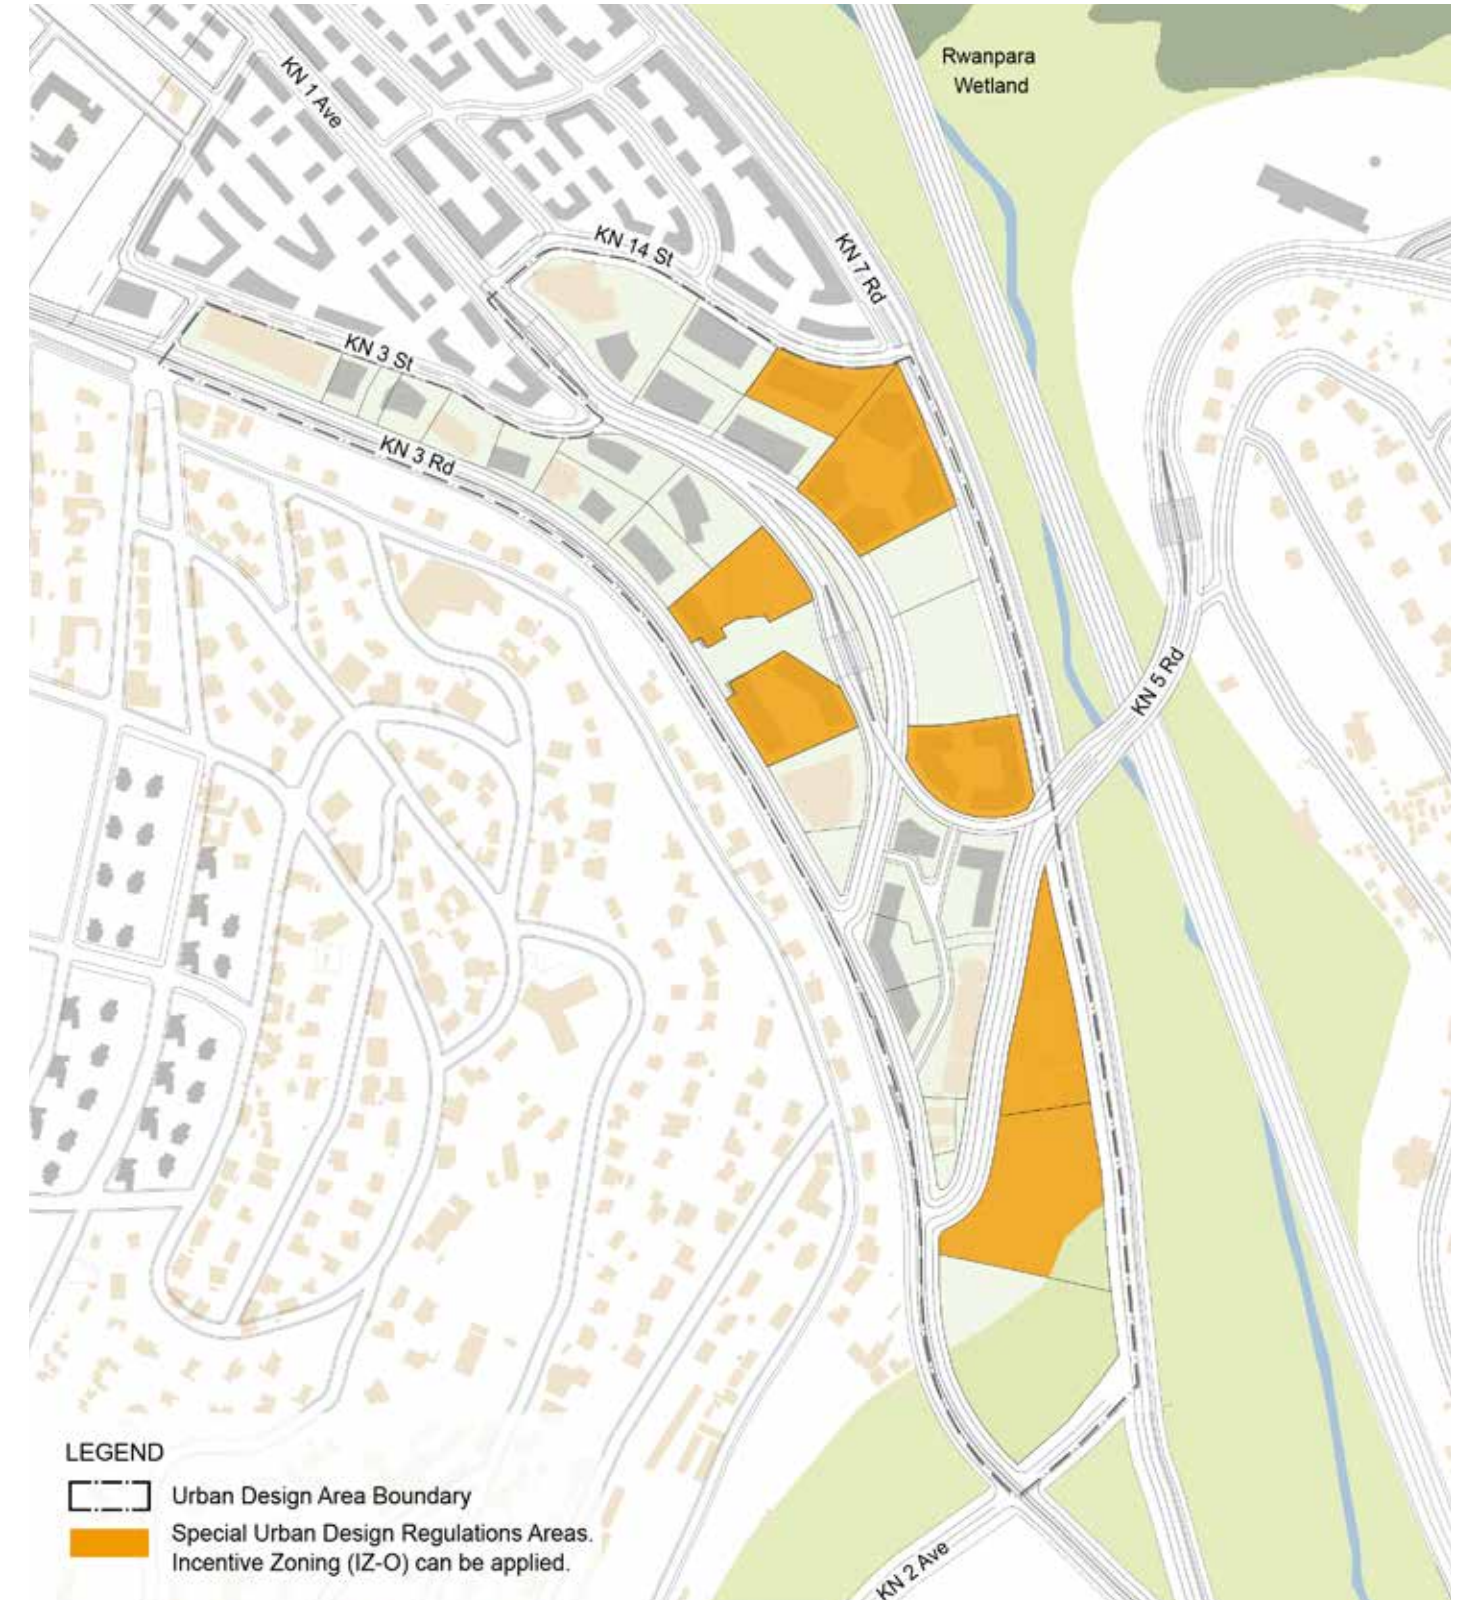 Rwanpara
Wetland
KN 1 Ave
KN 14 St
KN 7 Rd
KN 3 St
KN 3 Rd
KN 5 Rd
LEGEND
Urban Design Area Boundary
Special Urban Design Regulations Areas.
Incentive Zoning (IZ-O) can be applied.
KN 2 Ave